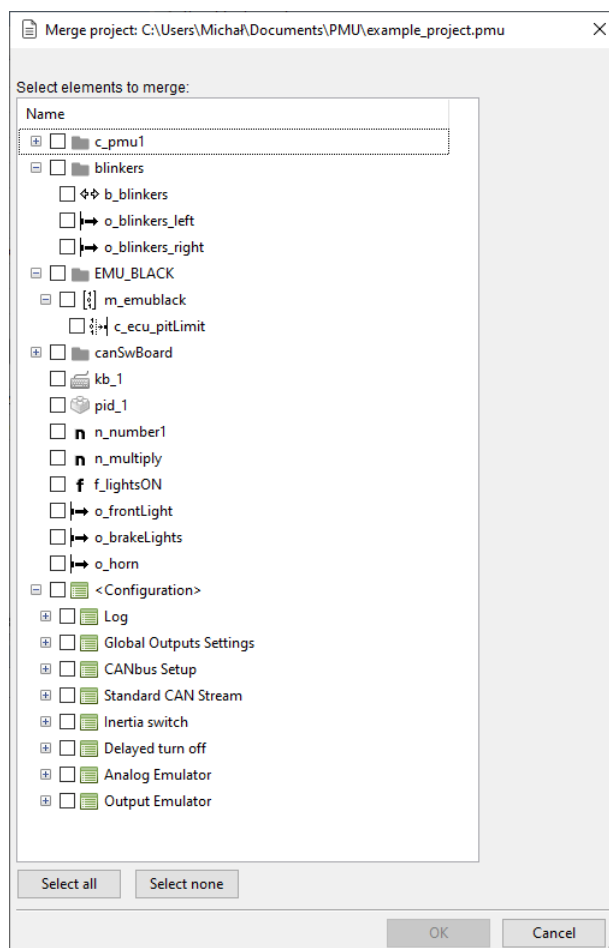 Merge project: C:\Users\Michał\Documents\PMU\example_project.pmu
Select elements to merge:
Name
c_pmu1
blinkers
b_blinkers
o_blinkers_left
o_blinkers_right
EMU_BLACK
m_emublack
c_ecu_pitLimit
canSwBoard
kb_1
pid_1
n n_number1
n n_multiply
f f_lightsON
o_frontLight
o_brakeLights
o_horn
<Configuration>
Log
Global Outputs Settings
CANbus Setup
Standard CAN Stream
Inertia switch
Delayed turn off
Analog Emulator
Output Emulator
Select all Select none
OK Cancel